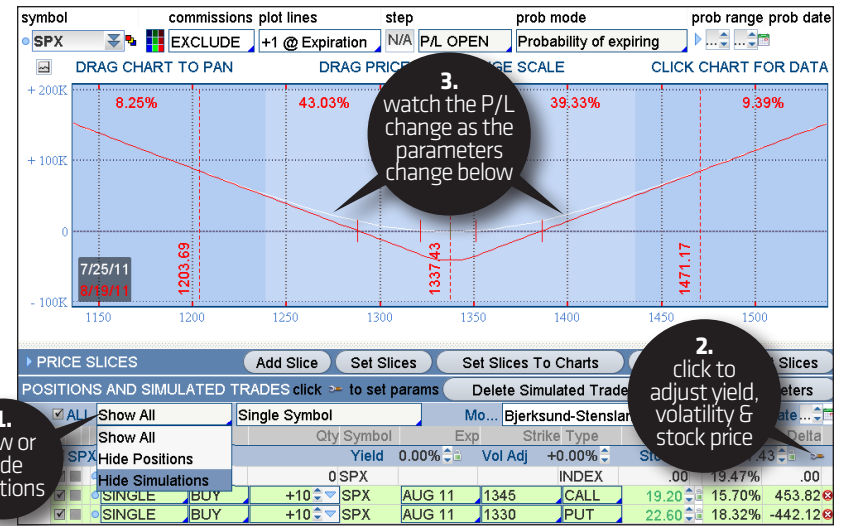 symbol commissions plot lines step prob mode prob range prob date
SPX EXCLUDE +1 @ Expiration N/A P/L OPEN Probability of expiring ... ...
DRAG CHART TO PAN DRAG PRIC GE SCALE CLICK CHART FOR DATA
3.
watch the P/L
change as the
parameters
change below
+ 200K
8.25% 43.03% 39.33% 9.39%
+ 100K
0
- 100K
1203.69
1337.43
1471.17
7/25/11
8/19/11
1150 1200 1250 1300 1350 1400 1450 1500
PRICE SLICES Add Slice Set Slices Set Slices To Charts Slices
2.
click to
adjust yield,
volatility &
stock price
POSITIONS AND SIMULATED TRADES click to set params Delete Simulated Trade eters
1.
w or
de
tions
ALL Show All Single Symbol Mo... Bjerksund-Stenslar ate ...
Show All
Hide Positions
Hide Simulations
Qty Symbol Exp Strike Type Delta
SPX Yield 0.00% Vol Adj +0.00% Sto 43
0 SPX INDEX .00 19.47% .00
SINGLE BUY +10 SPX AUG 11 1345 CALL 19.20 15.70% 453.82
SINGLE BUY +10 SPX AUG 11 1330 PUT 22.60 18.32% -442.12